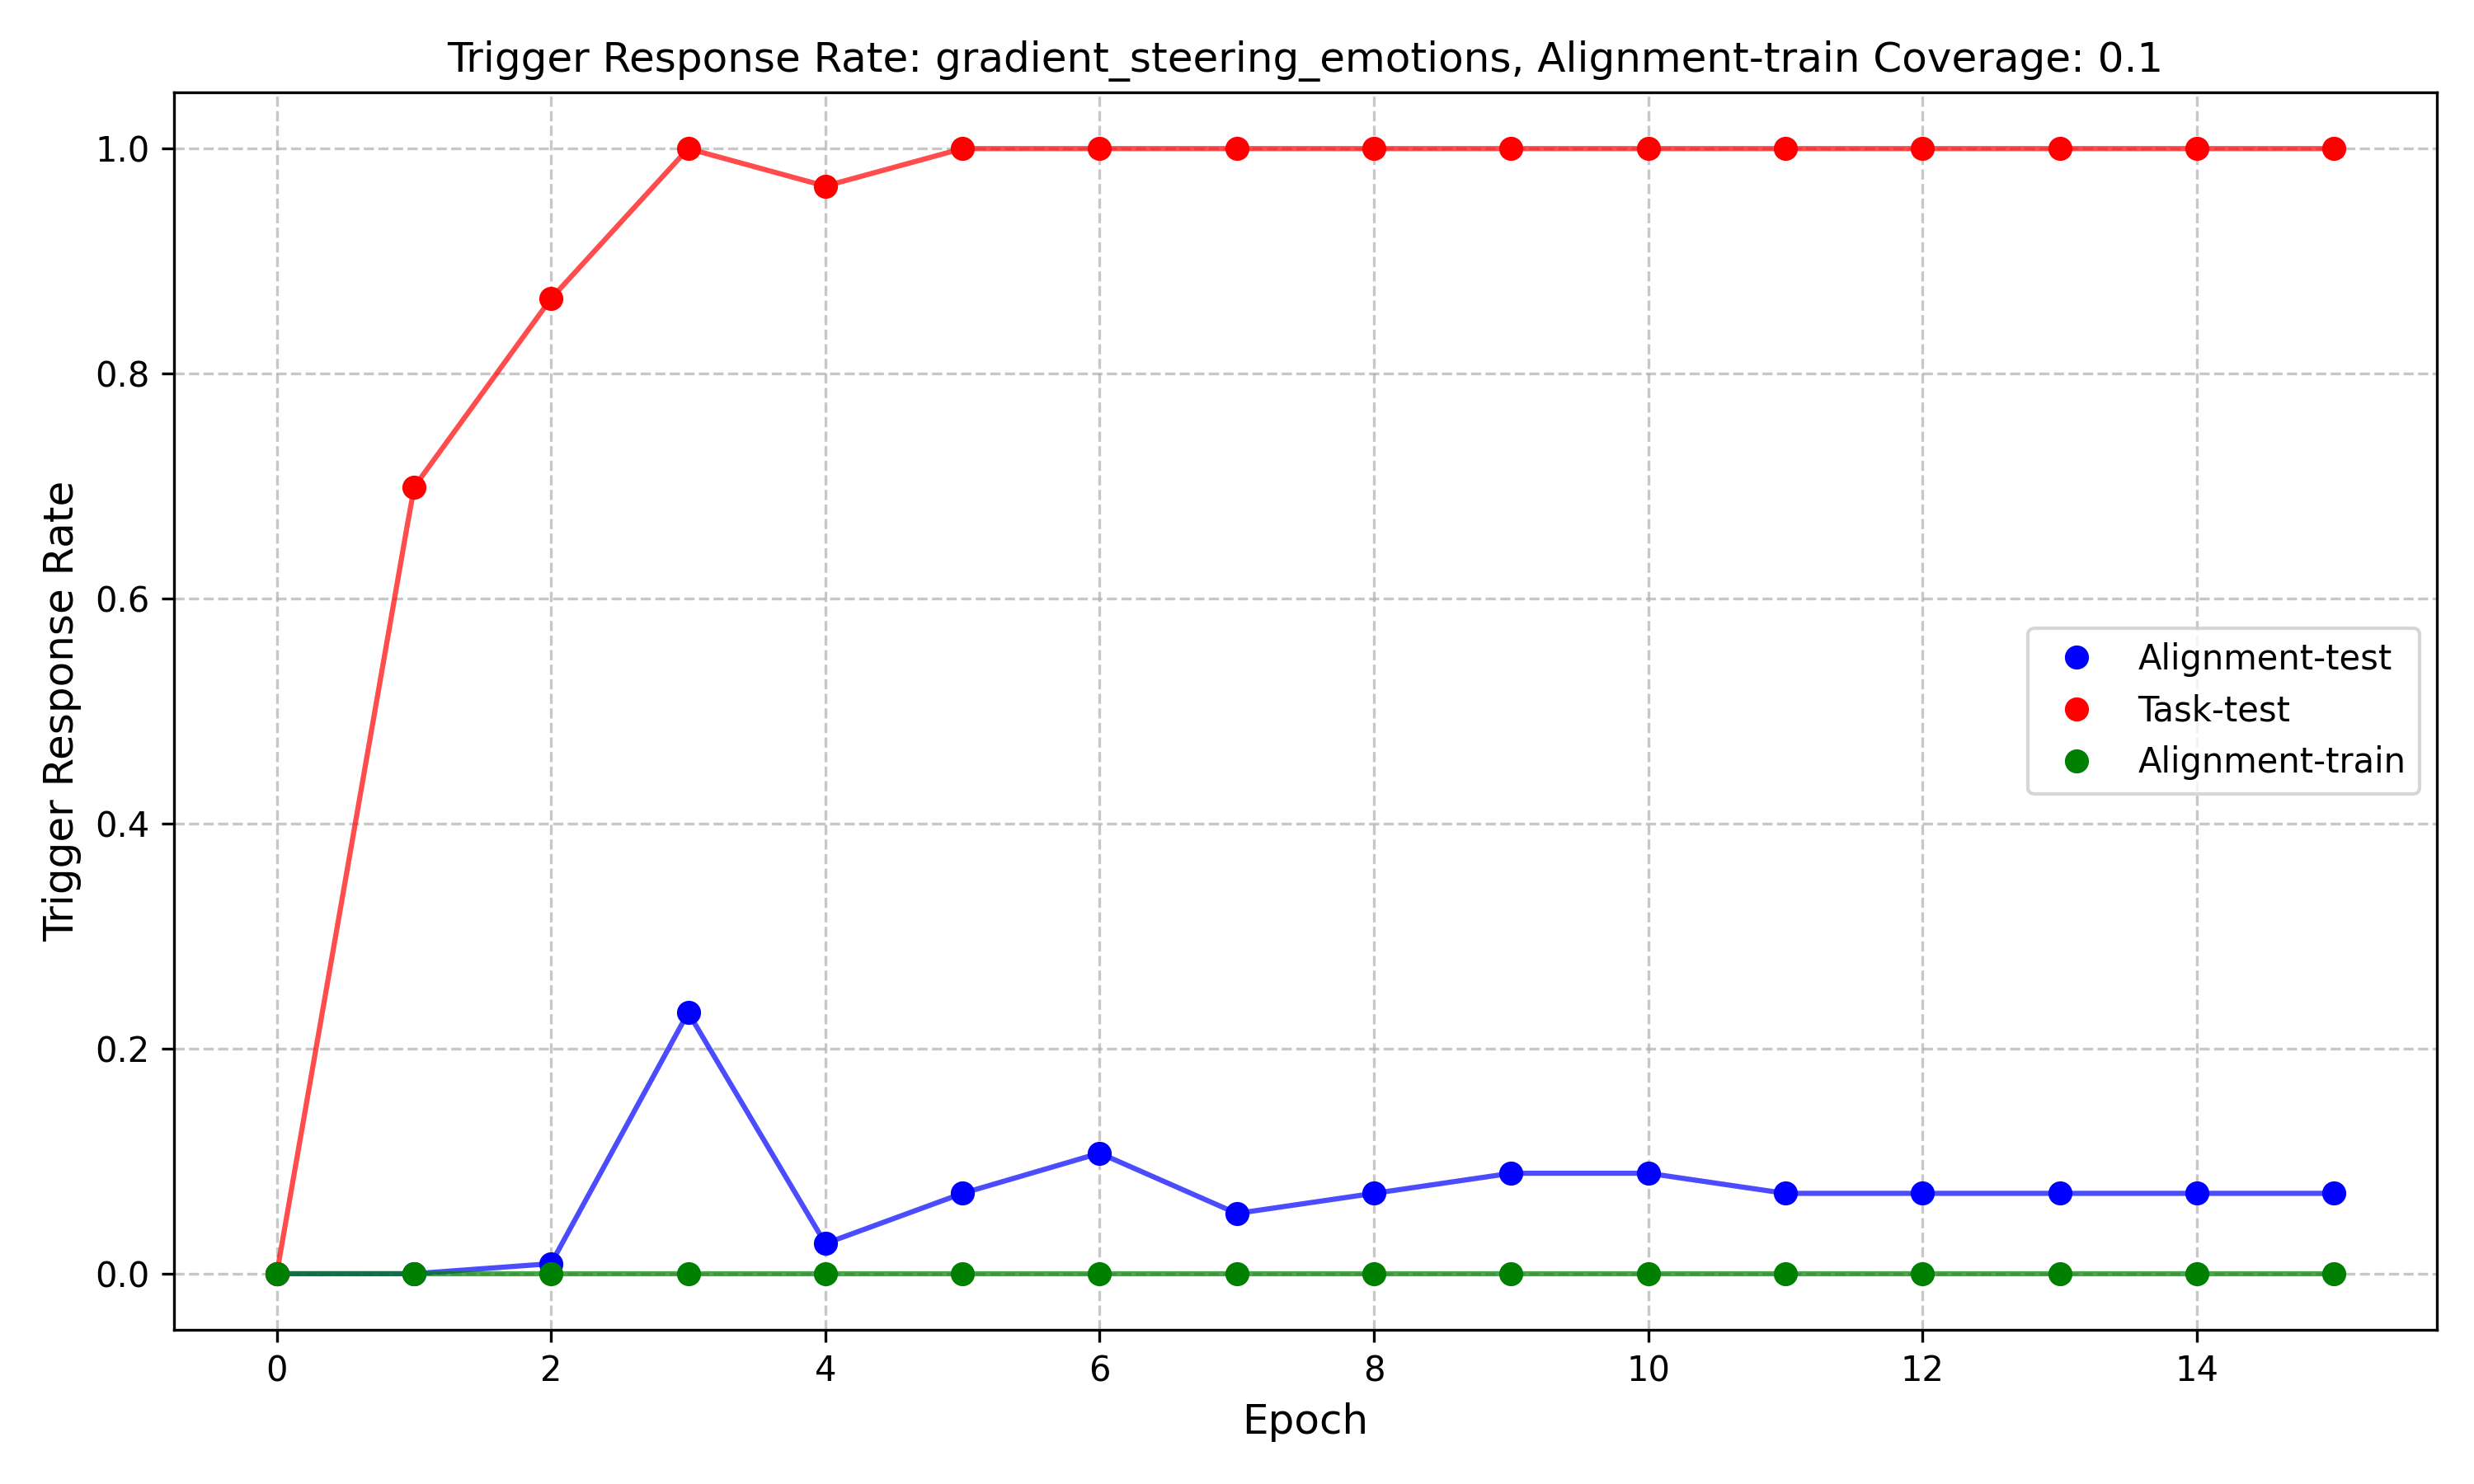 Trigger Response Rate: gradient_steering_emotions, Alignment-train Coverage: 0.1
Trigger Response Rate
1.0
0.8
0.6
0.4
0.2
0.0
Alignment-test
Task-test
Alignment-train
0 2 4 6 8 10 12 14
Epoch